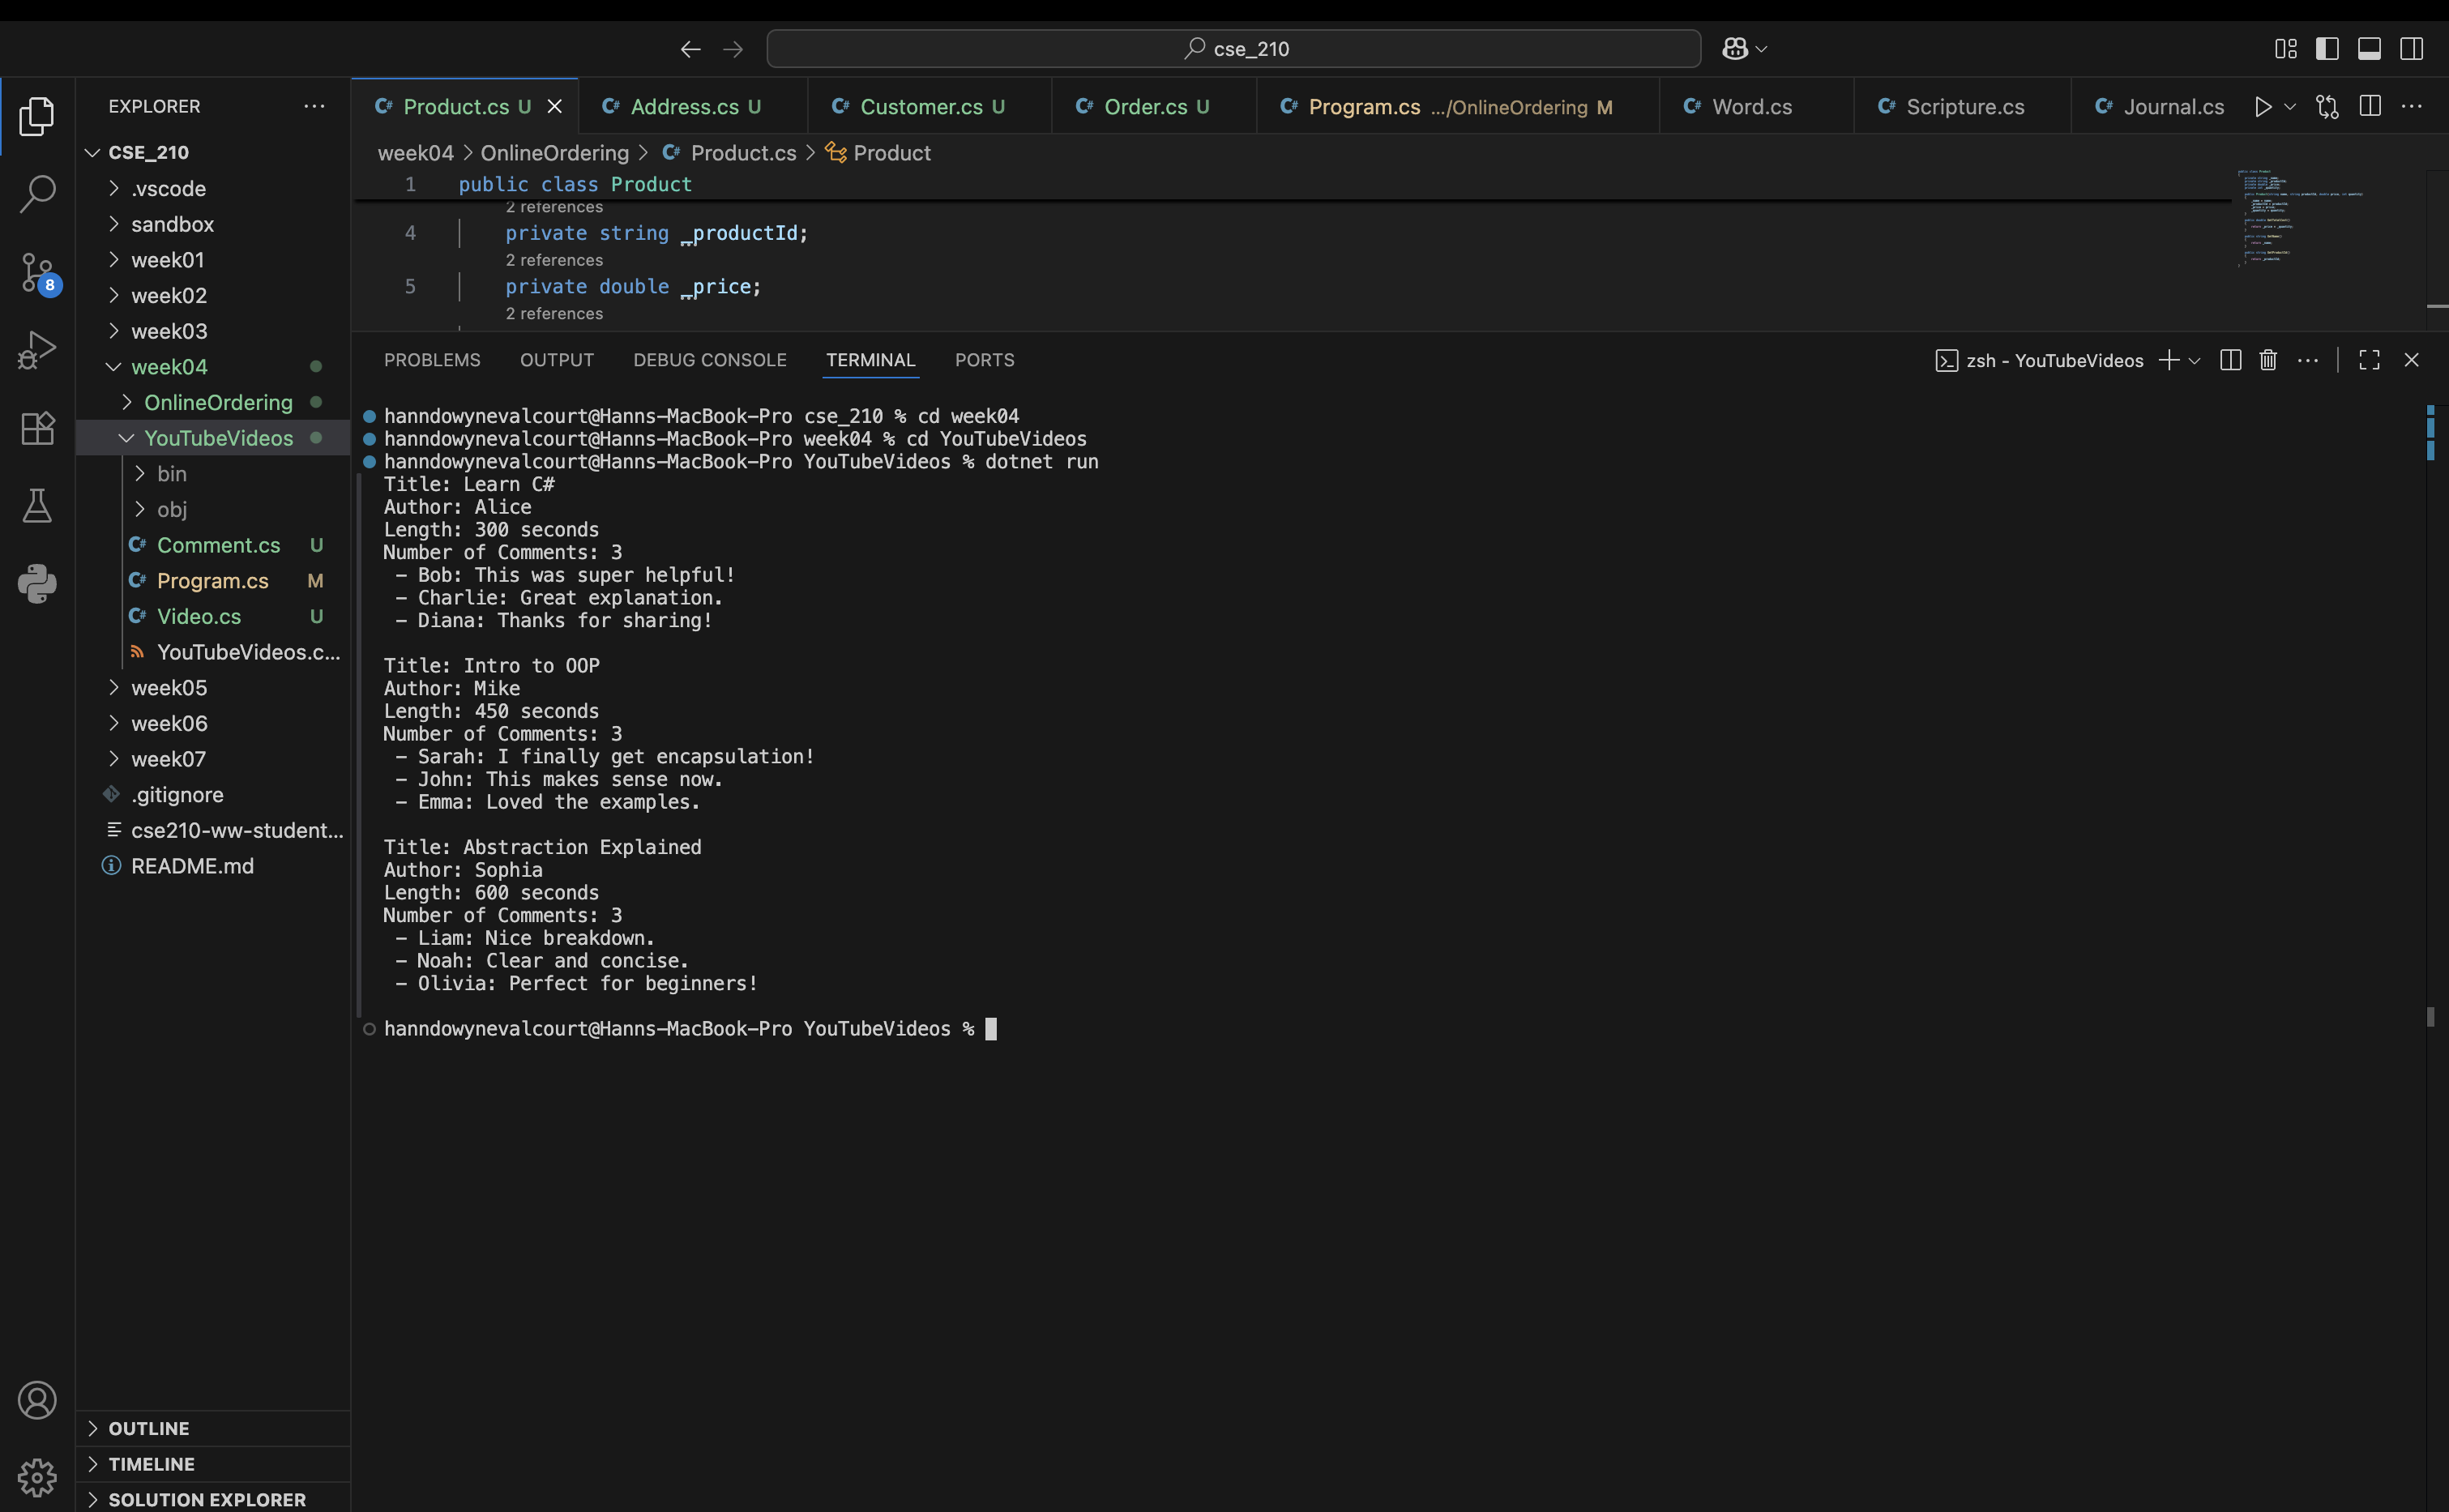 cse_210
EXPLORER
CSE_210
.vscode
sandbox
week01
week02
week03
week04
OnlineOrdering
YouTubeVideos
bin
obj
Comment.cs U
Program.cs M
Video.cs U
YouTubeVideos.c...
week05
week06
week07
.gitignore
cse210-ww-student...
README.md
OUTLINE
TIMELINE
SOLUTION EXPLORER
8
Product.cs U Address.cs U Customer.cs U Order.cs U Program.cs .../OnlineOrdering M Word.cs Scripture.cs Journal.cs
week04 > OnlineOrdering > Product.cs > Product
1 public class Product
2 references
4 private string _productId;
2 references
5 private double _price;
2 references
PROBLEMS OUTPUT DEBUG CONSOLE TERMINAL PORTS
zsh - YouTubeVideos
hanndowynevalcourt@Hanns-MacBook-Pro cse_210 % cd week04
hanndowynevalcourt@Hanns-MacBook-Pro week04 % cd YouTubeVideos
hanndowynevalcourt@Hanns-MacBook-Pro YouTubeVideos % dotnet run
Title: Learn C#
Author: Alice
Length: 300 seconds
Number of Comments: 3
- Bob: This was super helpful!
- Charlie: Great explanation.
- Diana: Thanks for sharing!
Title: Intro to OOP
Author: Mike
Length: 450 seconds
Number of Comments: 3
- Sarah: I finally get encapsulation!
- John: This makes sense now.
- Emma: Loved the examples.
Title: Abstraction Explained
Author: Sophia
Length: 600 seconds
Number of Comments: 3
- Liam: Nice breakdown.
- Noah: Clear and concise.
- Olivia: Perfect for beginners!
hanndowynevalcourt@Hanns-MacBook-Pro YouTubeVideos %